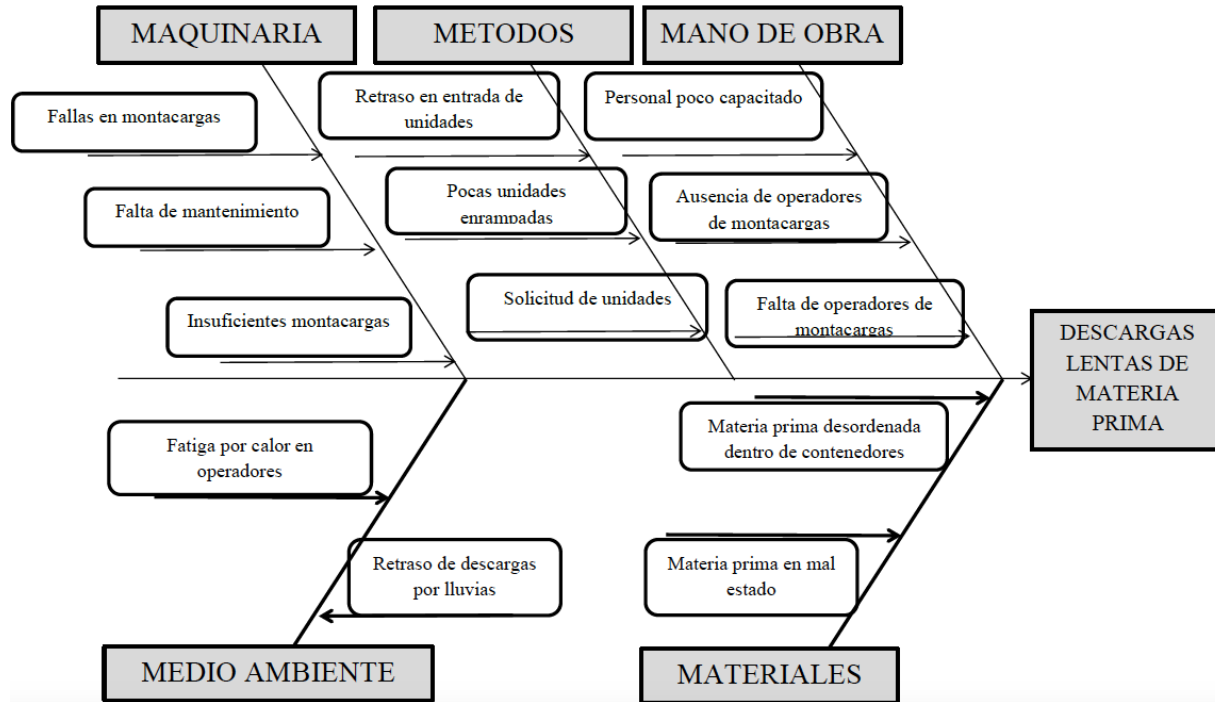 MAQUINARIA
METODOS
MANO DE OBRA
Fallas en montacargas
Retraso en entrada de
unidades
Personal poco capacitado
Falta de mantenimiento
Pocas unidades
enrampadas
Ausencia de operadores
de montacargas
Insuficientes montacargas
Solicitud de unidades
Falta de operadores de
montacargas
DESCARGAS
LENTAS DE
MATERIA
PRIMA
Fatiga por calor en
operadores
Materia prima desordenada
dentro de contenedores
Retraso de descargas
por lluvias
Materia prima en mal
estado
MEDIO AMBIENTE
MATERIALES